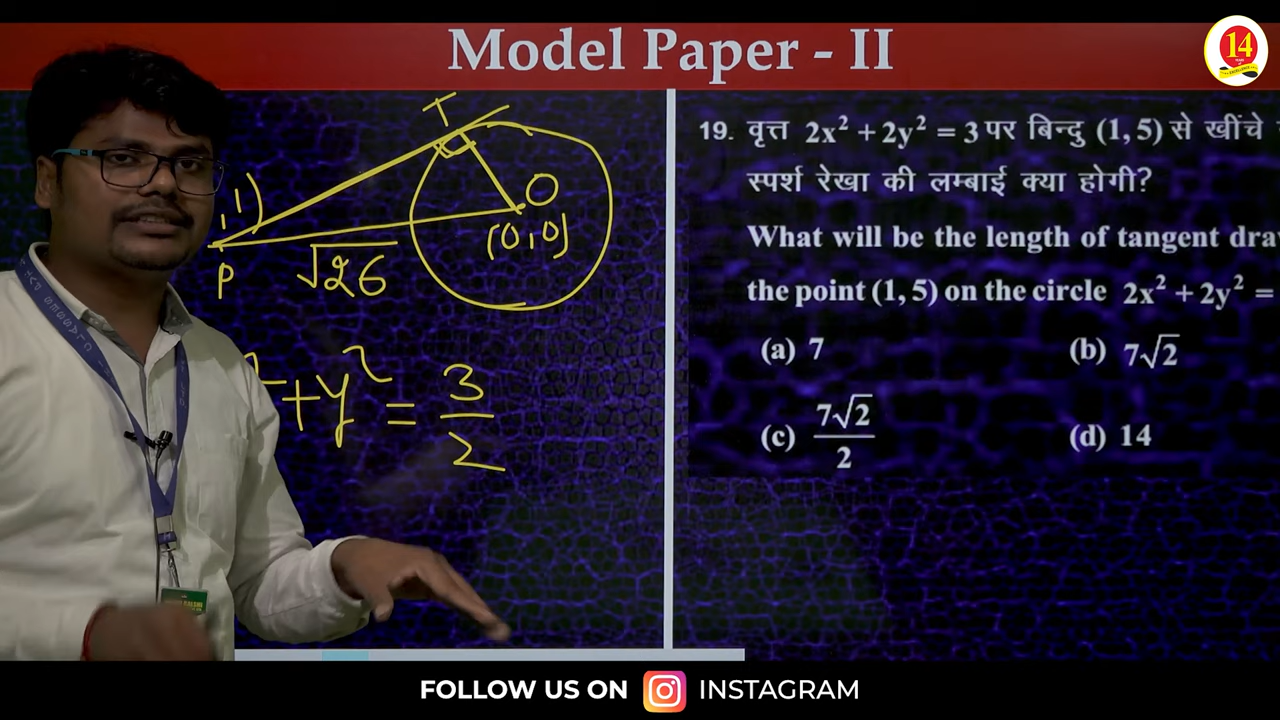 Model Paper - II
14
19. वृत्त 2x² + 2y² = 3 पर बिन्दु (1, 5) से खींचे
स्पर्श रेखा की लम्बाई क्या होगी?
What will be the length of tangent dra
the point (1, 5) on the circle 2x² + 2y² =
(a) 7
(b) 7√2
(c) 7√2/2
(d) 14
T
, 1)
O
(0, 0)
P
√26
+y² = 3/2
FOLLOW US ON INSTAGRAM